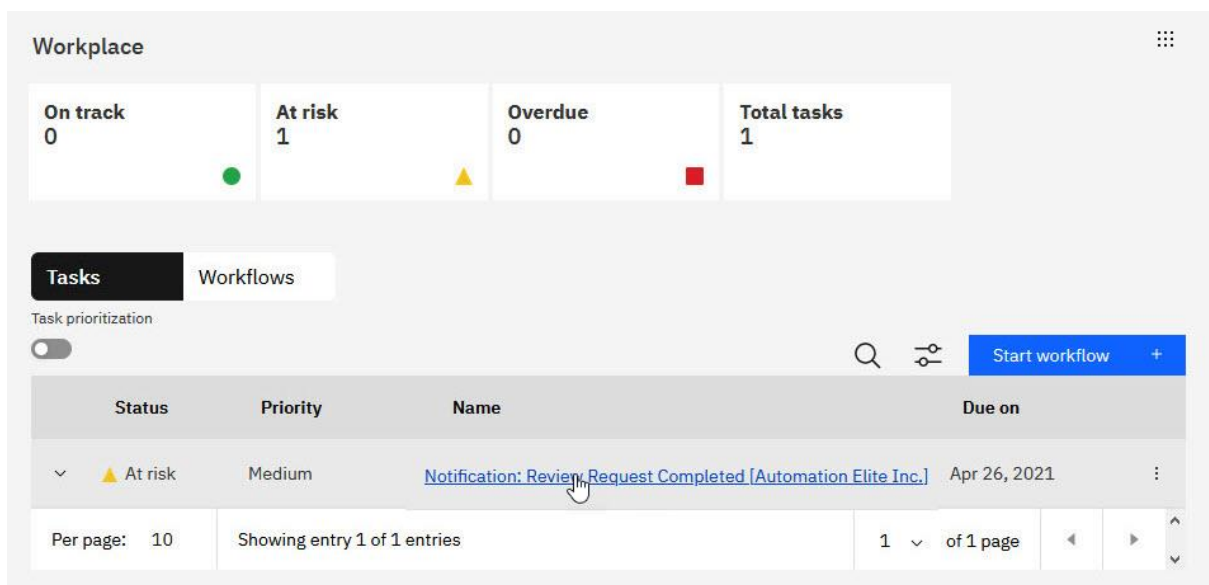 Workplace
On track At risk Overdue Total tasks
0 1 0 1
Tasks Workflows
Task prioritization
Start workflow +
Status Priority Name Due on
At risk Medium Notification: Review Request Completed [Automation Elite Inc.] Apr 26, 2021
Per page: 10 Showing entry 1 of 1 entries 1 of 1 page